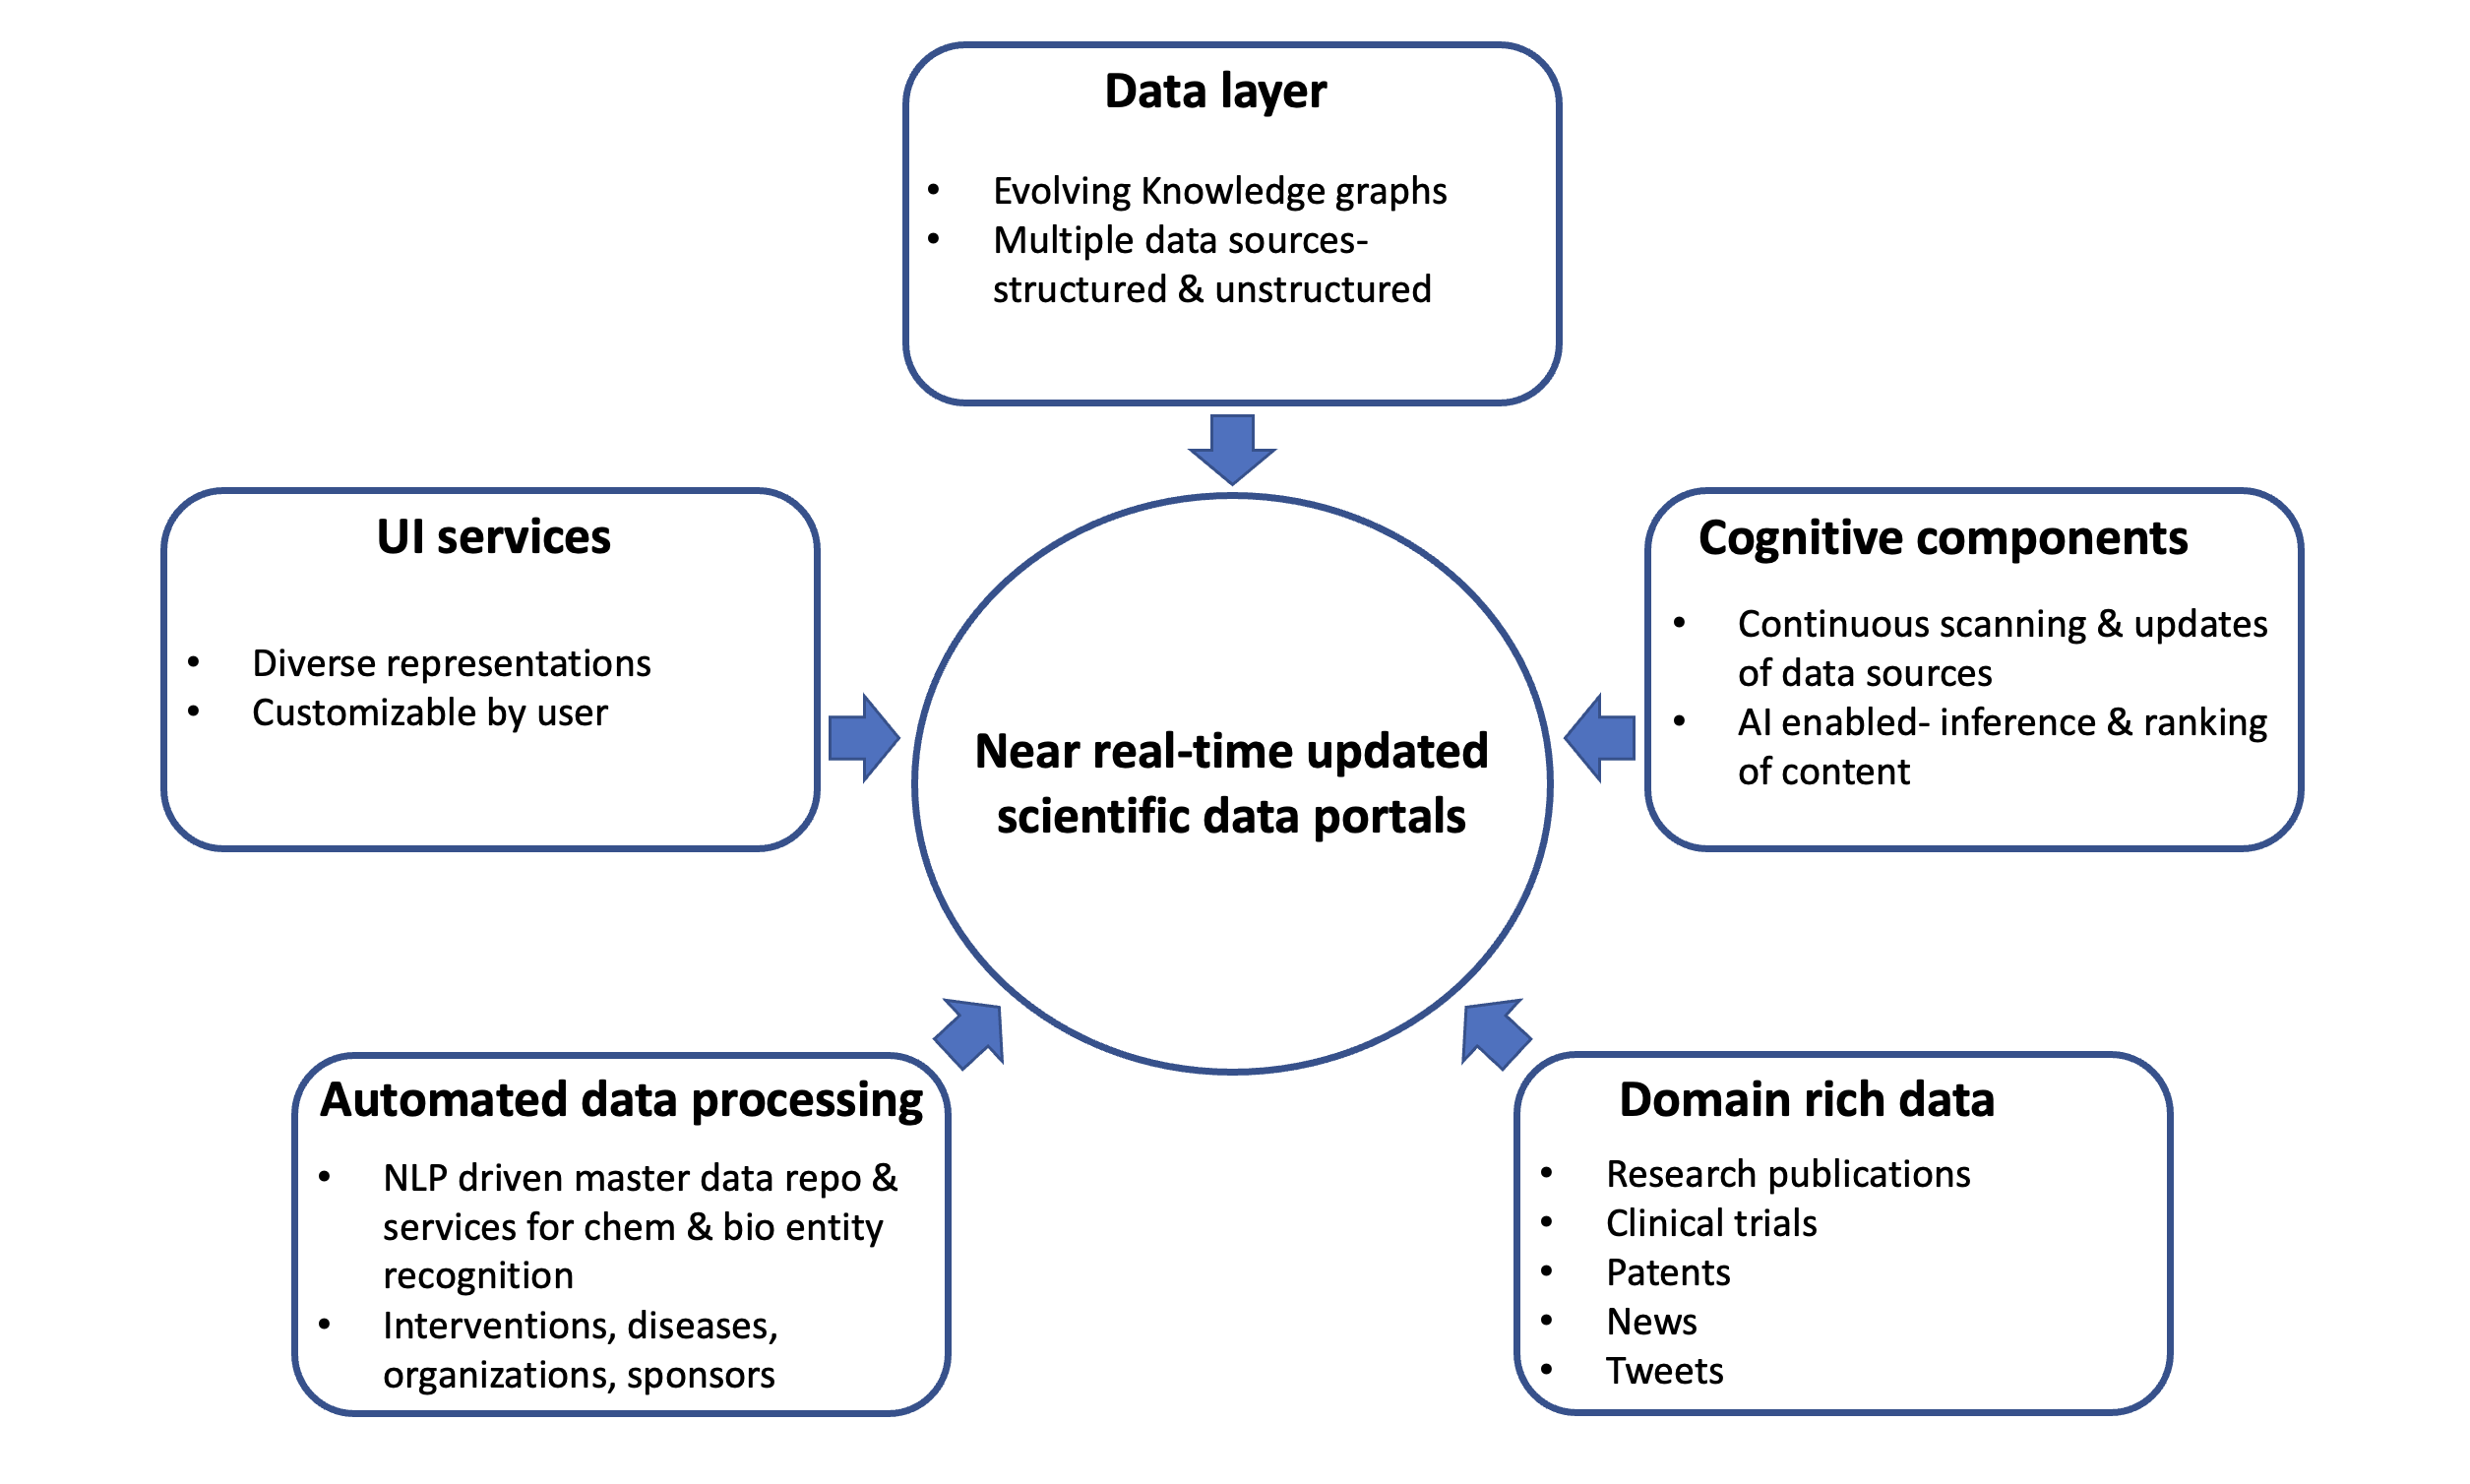 Data layer
• Evolving Knowledge graphs
• Multiple data sources-
structured & unstructured
UI services
• Diverse representations
• Customizable by user
Near real-time updated
scientific data portals
Cognitive components
• Continuous scanning & updates
of data sources
• AI enabled- inference & ranking
of content
Automated data processing
• NLP driven master data repo &
services for chem & bio entity
recognition
• Interventions, diseases,
organizations, sponsors
Domain rich data
• Research publications
• Clinical trials
• Patents
• News
• Tweets